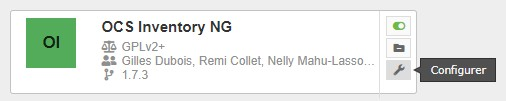 OI
OCS Inventory NG
GPLv2+
Gilles Dubois, Remi Collet, Nelly Mahu-Lasso...
1.7.3
Configurer